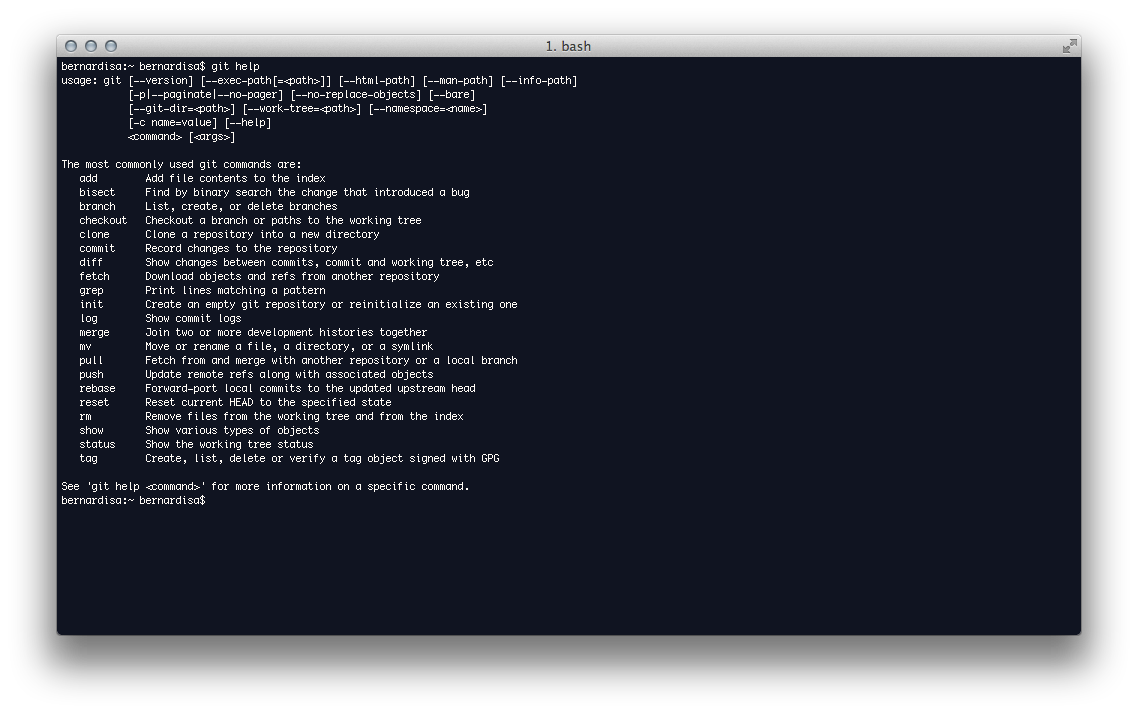 1. bash
bernardisa:~ bernardisa$ git help
usage: git [--version] [--exec-path[=<path>]] [--html-path] [--man-path] [--info-path]
           [-p|--paginate|--no-pager] [--no-replace-objects] [--bare]
           [--git-dir=<path>] [--work-tree=<path>] [--namespace=<name>]
           [-c name=value] [--help]
           <command> [<args>]

The most commonly used git commands are:
   add        Add file contents to the index
   bisect     Find by binary search the change that introduced a bug
   branch     List, create, or delete branches
   checkout   Checkout a branch or paths to the working tree
   clone      Clone a repository into a new directory
   commit     Record changes to the repository
   diff       Show changes between commits, commit and working tree, etc
   fetch      Download objects and refs from another repository
   grep       Print lines matching a pattern
   init       Create an empty git repository or reinitialize an existing one
   log        Show commit logs
   merge      Join two or more development histories together
   mv         Move or rename a file, a directory, or a symlink
   pull       Fetch from and merge with another repository or a local branch
   push       Update remote refs along with associated objects
   rebase     Forward-port local commits to the updated upstream head
   reset      Reset current HEAD to the specified state
   rm         Remove files from the working tree and from the index
   show       Show various types of objects
   status     Show the working tree status
   tag        Create, list, delete or verify a tag object signed with GPG

See 'git help <command>' for more information on a specific command.
bernardisa:~ bernardisa$